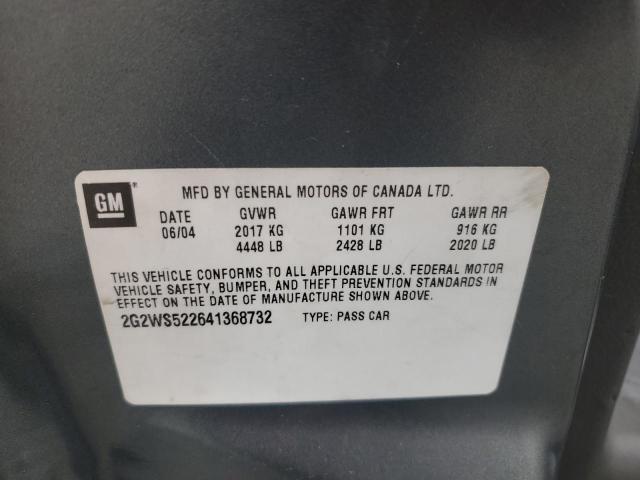 GM ®
MFD BY GENERAL MOTORS OF CANADA LTD.
DATE GVWR GAWR FRT GAWR RR
06/04 2017 KG 1101 KG 916 KG
4448 LB 2428 LB 2020 LB
THIS VEHICLE CONFORMS TO ALL APPLICABLE U.S. FEDERAL MOTOR
VEHICLE SAFETY, BUMPER, AND THEFT PREVENTION STANDARDS IN
EFFECT ON THE DATE OF MANUFACTURE SHOWN ABOVE.
2G2WS522641368732 TYPE: PASS CAR